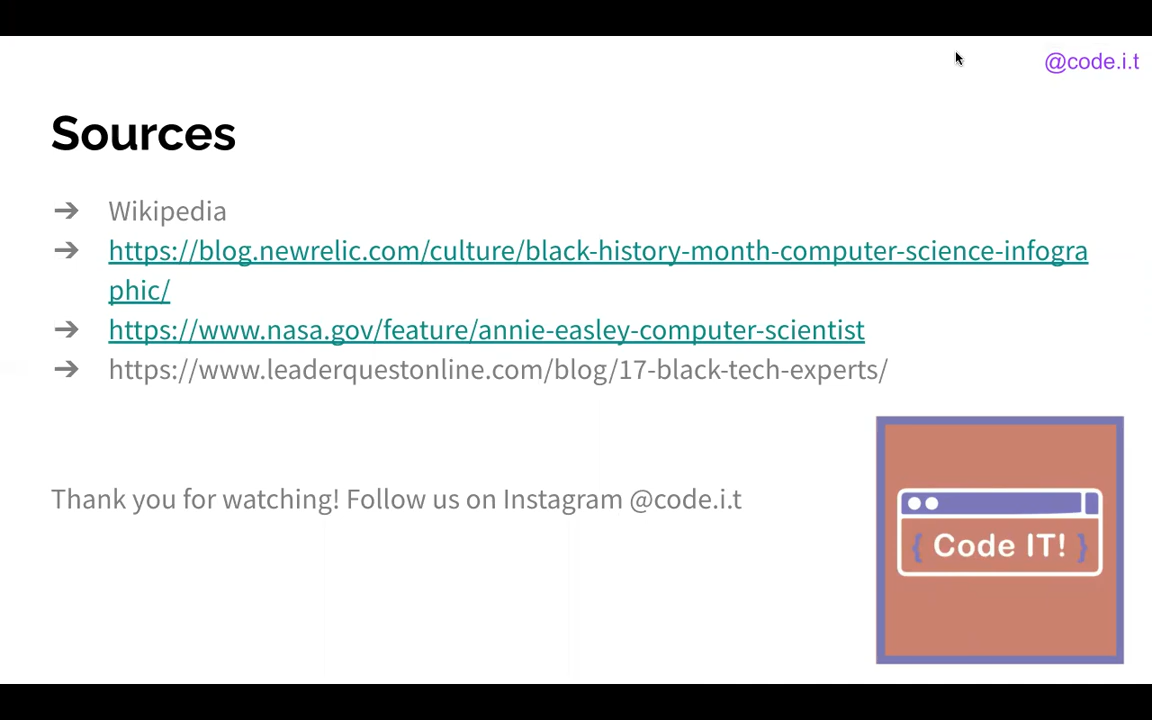 @code.i.t
Sources
➔ Wikipedia
➔ https://blog.newrelic.com/culture/black-history-month-computer-science-infogra
phic/
➔ https://www.nasa.gov/feature/annie-easley-computer-scientist
➔ https://www.leaderquestonline.com/blog/17-black-tech-experts/
Thank you for watching! Follow us on Instagram @code.i.t
{ Code IT! }